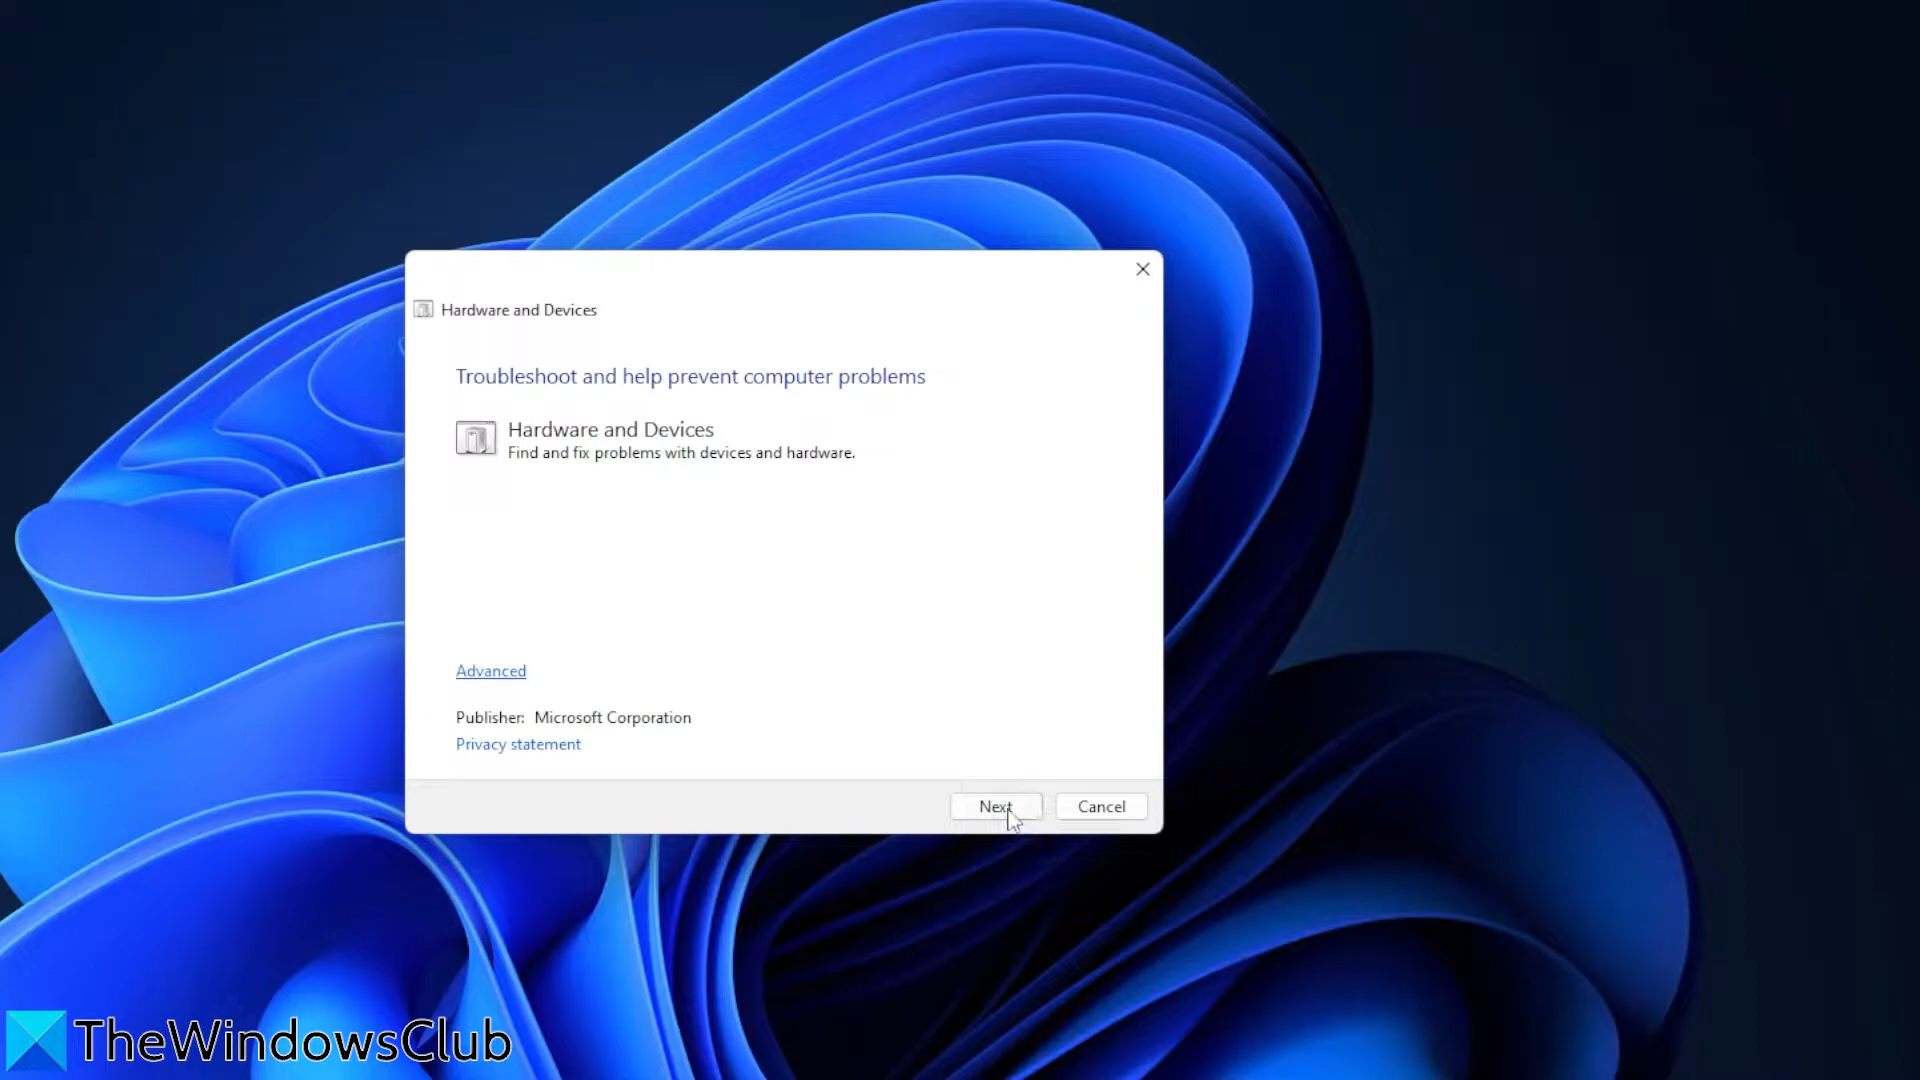 Hardware and Devices
Troubleshoot and help prevent computer problems
Hardware and Devices
Find and fix problems with devices and hardware.
Advanced
Publisher: Microsoft Corporation
Privacy statement
Next
Cancel
TheWindowsClub